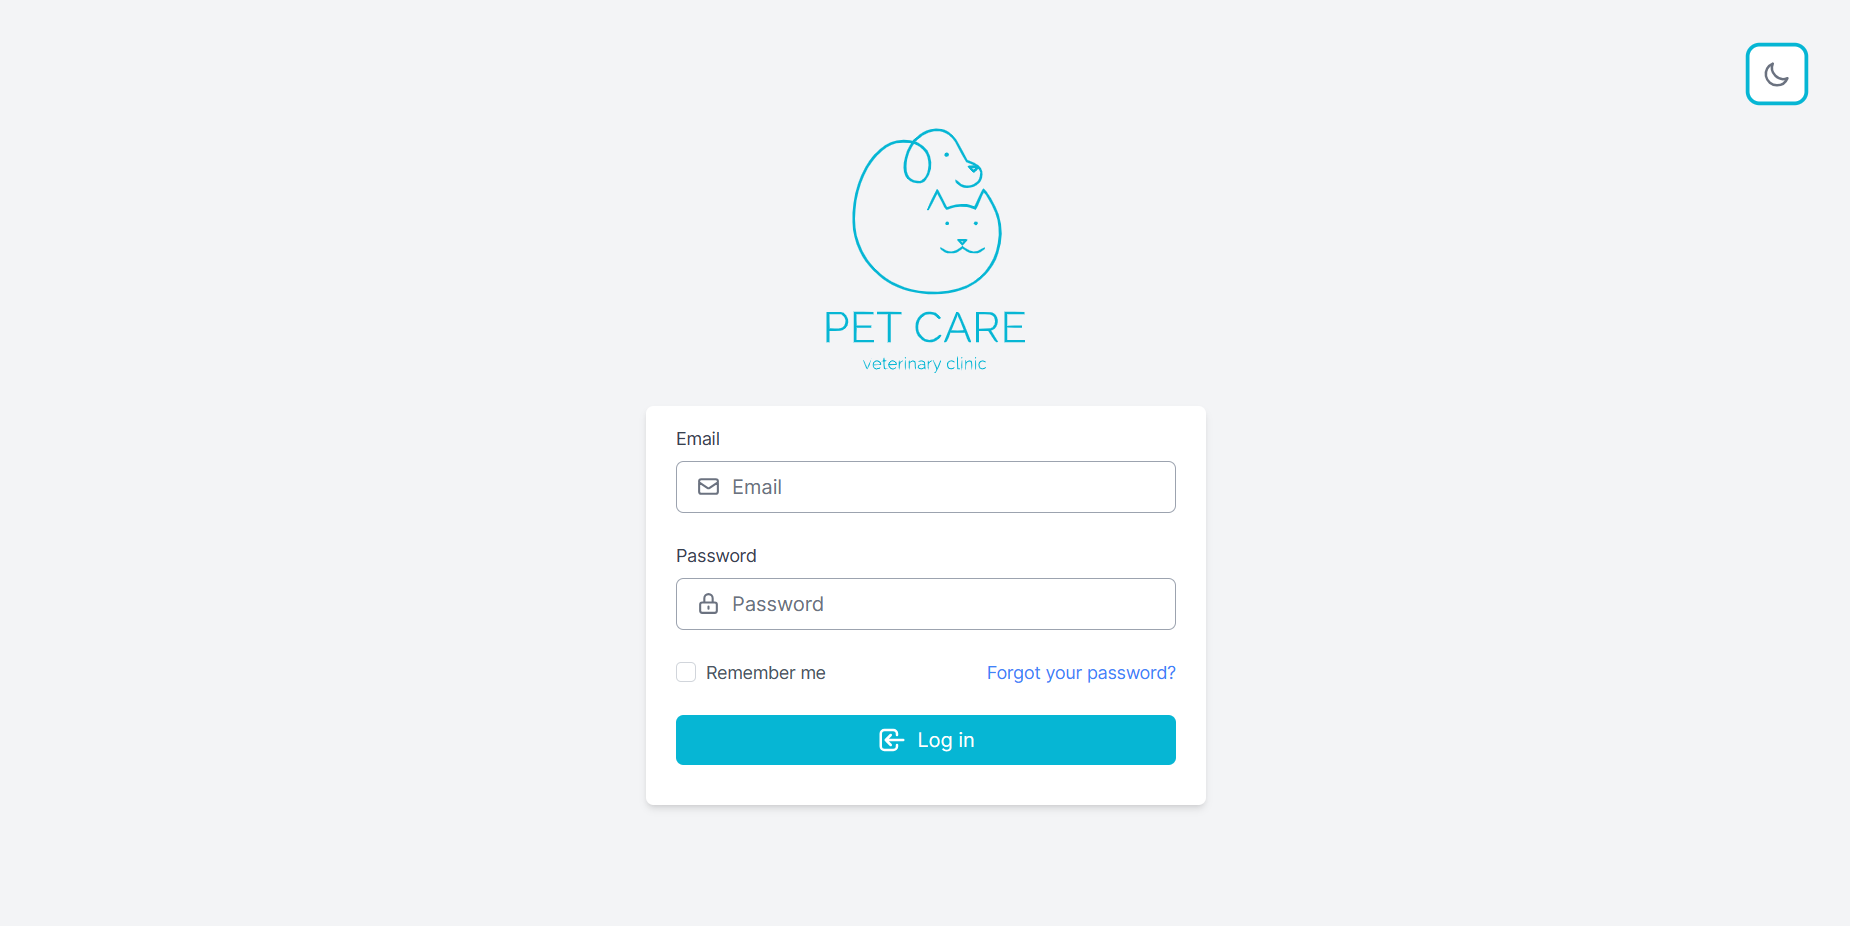 PET CARE
veterinary clinic
Email
Email
Password
Password
Remember me Forgot your password?
Log in